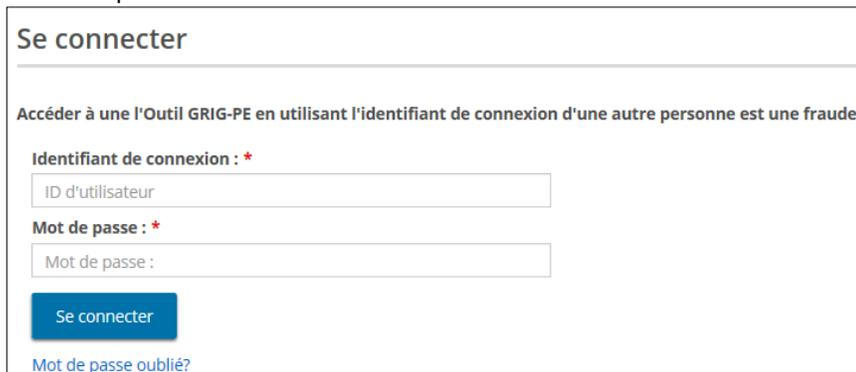 Se connecter
Accéder à une l'Outil GRIG-PE en utilisant l'identifiant de connexion d'une autre personne est une fraude
Identifiant de connexion : *
ID d'utilisateur
Mot de passe : *
Mot de passe :
Se connecter
Mot de passe oublié?